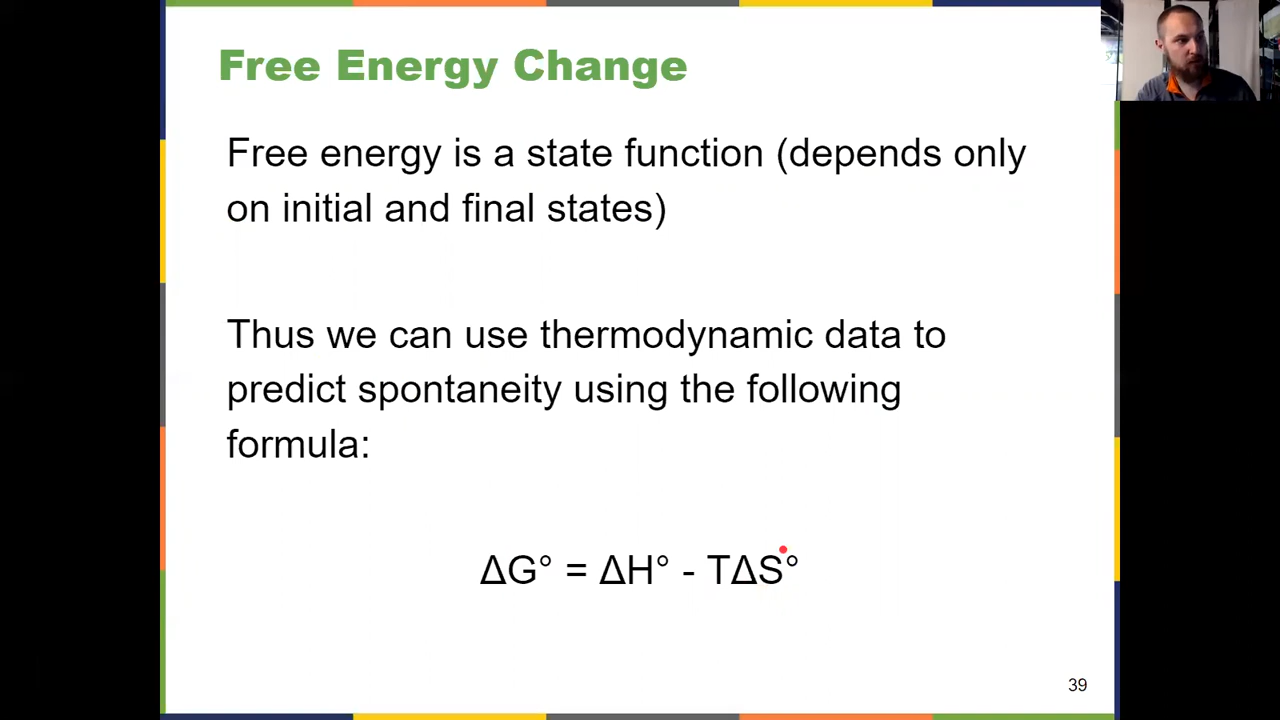 Free Energy Change
Free energy is a state function (depends only
on initial and final states)
Thus we can use thermodynamic data to
predict spontaneity using the following
formula:
ΔG° = ΔH° - TΔS°
39